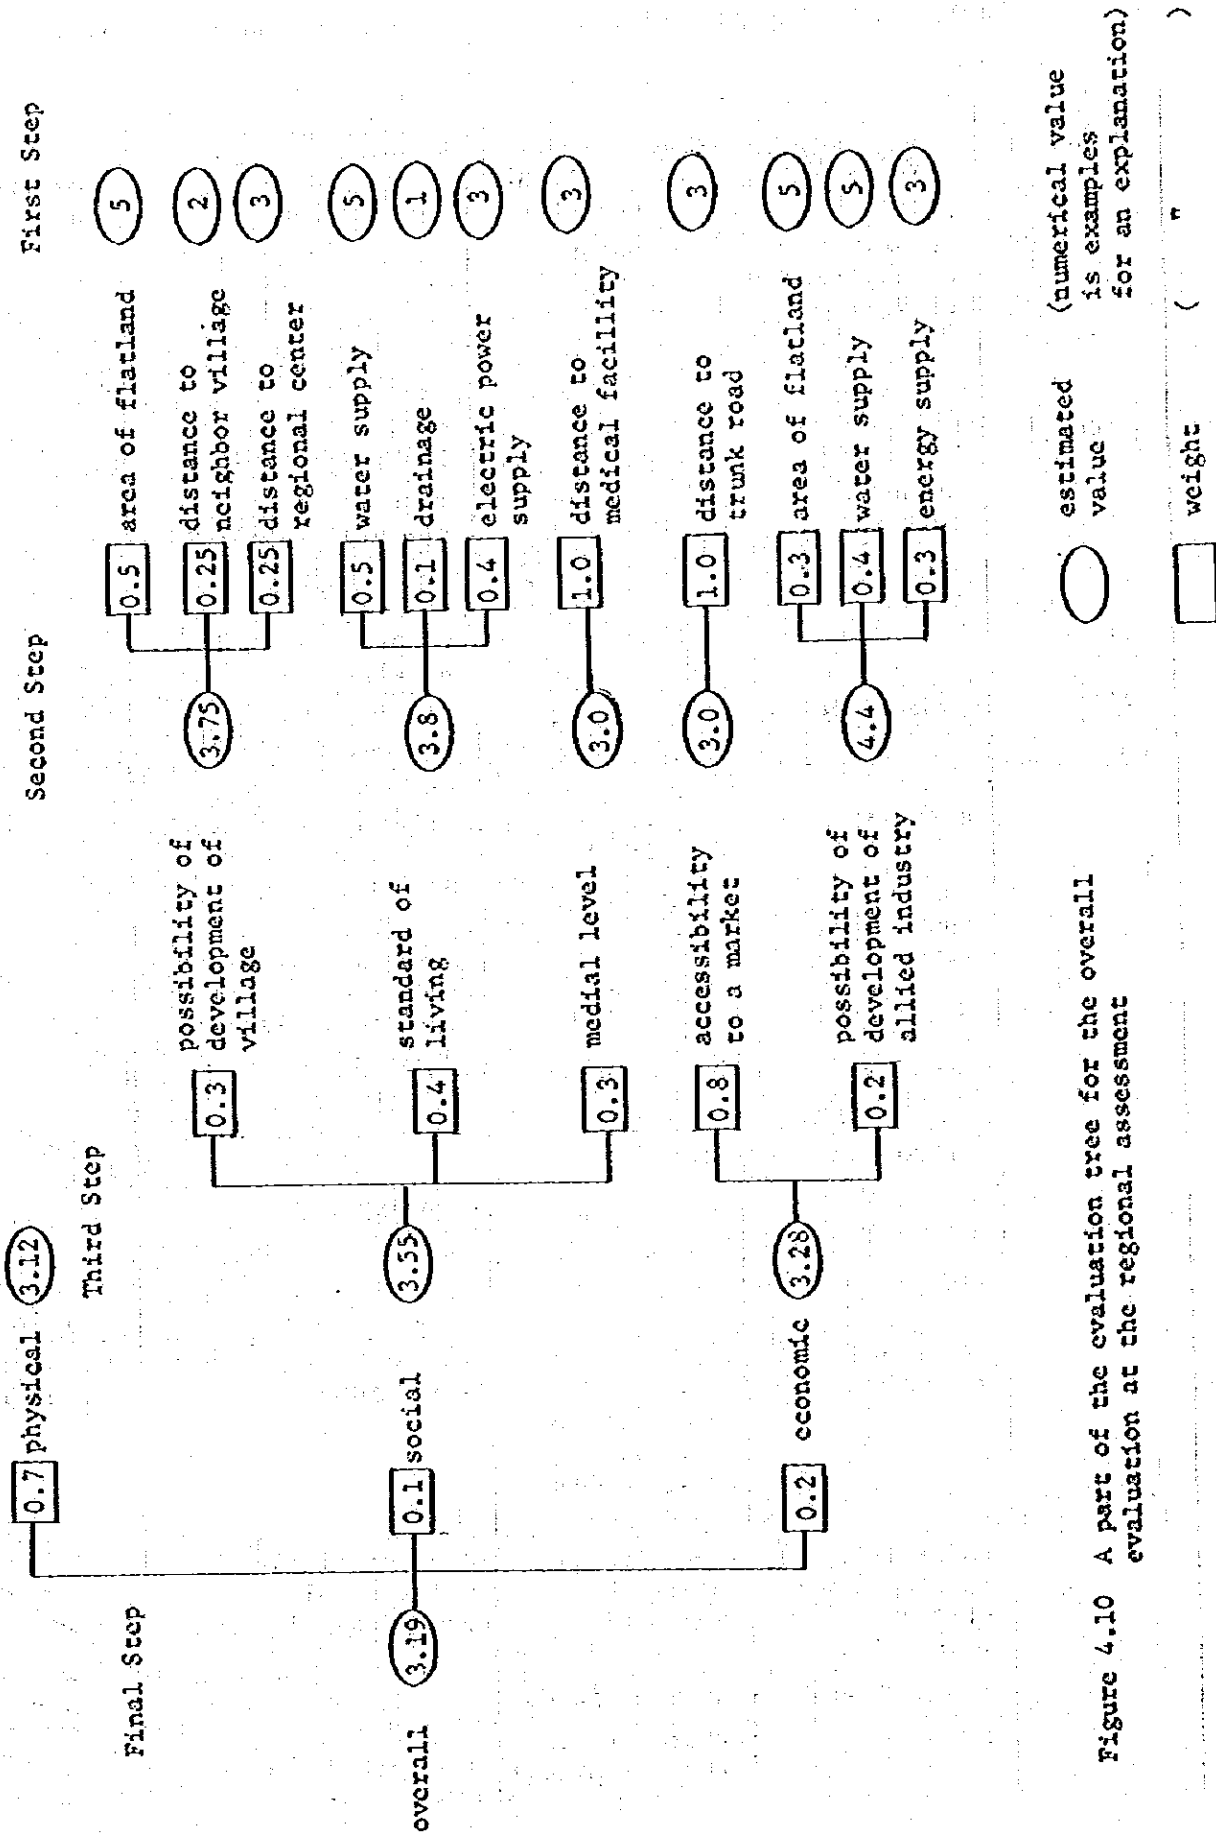 Final Step
Third Step
Second Step
First Step
overall
3.19
0.7 physical 3.12
0.1 social
3.55
0.2 economic
3.28
0.3
possibility of
development of
village
3.75
0.5 area of flatland
5
0.25 distance to
neighbor village
2
0.25 distance to
regional center
3
0.4
standard of
living
3.8
0.5 water supply
5
0.1 drainage
1
0.4 electric power
supply
3
0.3 medial level
3.0
1.0 distance to
medical facillity
3
0.8
accessibility
to a market
3.0
1.0 distance to
trunk road
3
0.2
possibility of
development of
allied industry
4.4
0.3 area of flatland
5
0.4 water supply
5
0.3 energy supply
3
Figure 4.10 A part of the evaluation tree for the overall
evaluation at the regional assessment
estimated
value
(numerical value
is examples
for an explanation)
weight
( " )